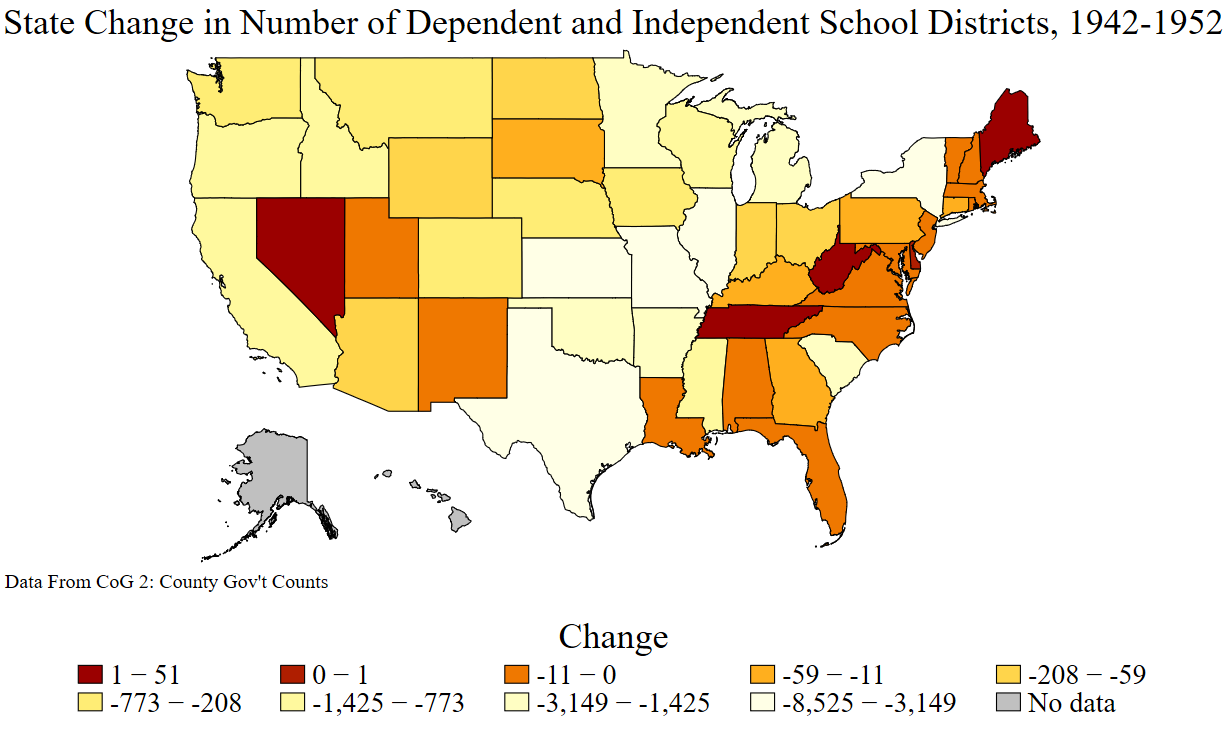 State Change in Number of Dependent and Independent School Districts, 1942-1952
Data From CoG 2: County Gov't Counts
Change
1 − 51
0 − 1
-11 − 0
-59 − -11
-208 − -59
-773 − -208
-1,425 − -773
-3,149 − -1,425
-8,525 − -3,149
No data